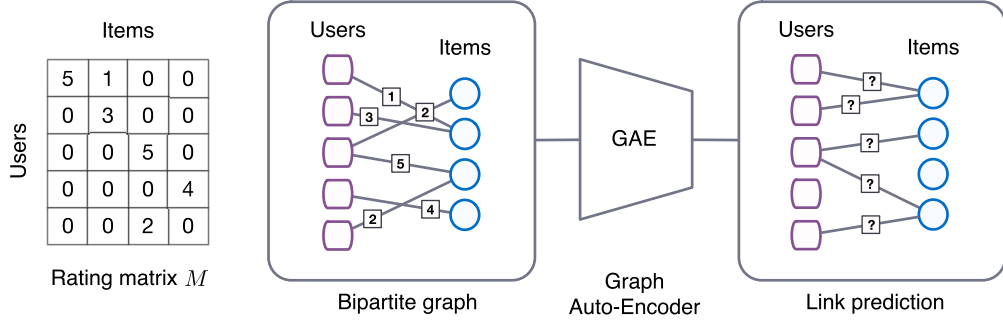 Items
Users
5 1 0 0
0 3 0 0
0 0 5 0
0 0 0 4
0 0 2 0
Rating matrix M
Users
Items
1
2
3
5
4
2
Bipartite graph
GAE
Graph
Auto-Encoder
Users
Items
?
?
?
?
?
Link prediction